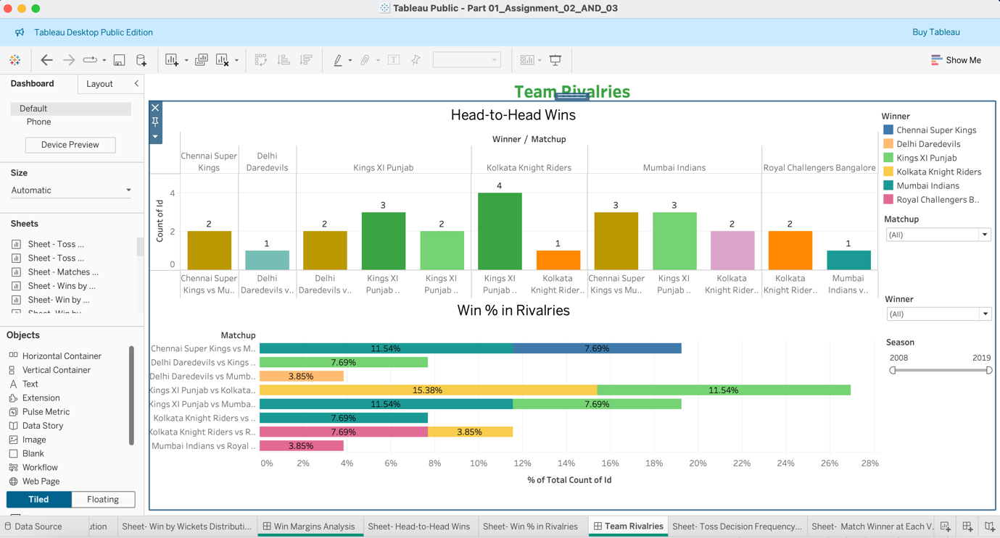 Tableau Public - Part 01_Assignment_02_AND_03
Tableau Desktop Public Edition
Buy Tableau
Show Me
Dashboard
Layout
Default
Phone
Device Preview
Size
Automatic
Sheets
Sheet - Toss ...
Sheet - Toss ...
Sheet - Matches ...
Sheet - Wins by ...
Sheet- Win by ...
Sheet- Win by
Objects
Horizontal Container
Vertical Container
Text
Extension
Pulse Metric
Data Story
Image
Blank
Workflow
Web Page
Tiled
Floating
Team Rivalries
Head-to-Head Wins
Winner / Matchup
Chennai Super Kings
Delhi Daredevils
Kings XI Punjab
Kolkata Knight Riders
Mumbai Indians
Royal Challengers Bangalore
Count of Id
4
2
0
2
1
2
3
2
4
1
3
3
2
2
1
Chennai Super Kings vs Mu..
Delhi Daredevils v..
Delhi Daredevils v..
Kings XI Punjab ..
Kings XI Punjab ..
Kings XI Punjab ..
Kolkata Knight Rider..
Chennai Super Kings vs Mu..
Kings XI Punjab ..
Kolkata Knight Rider..
Kolkata Knight Rider..
Mumbai Indians v..
Win % in Rivalries
Matchup
Chennai Super Kings vs M.. 11.54% 7.69%
Delhi Daredevils vs Kings .. 7.69%
Delhi Daredevils vs Mumb.. 3.85%
Kings XI Punjab vs Kolkata.. 15.38% 11.54%
Kings XI Punjab vs Mumba.. 11.54% 7.69%
Kolkata Knight Riders vs .. 7.69%
Kolkata Knight Riders vs R.. 7.69% 3.85%
Mumbai Indians vs Royal .. 3.85%
0% 2% 4% 6% 8% 10% 12% 14% 16% 18% 20% 22% 24% 26% 28%
% of Total Count of Id
Winner
Chennai Super Kings
Delhi Daredevils
Kings XI Punjab
Kolkata Knight Riders
Mumbai Indians
Royal Challengers B..
Matchup
(All)
Winner
(All)
Season
2008 2019
Data Source
ution
Sheet- Win by Wickets Distributi...
Win Margins Analysis
Sheet- Head-to-Head Wins
Sheet- Win % in Rivalries
Team Rivalries
Sheet- Toss Decision Frequency...
Sheet- Match Winner at Each V.